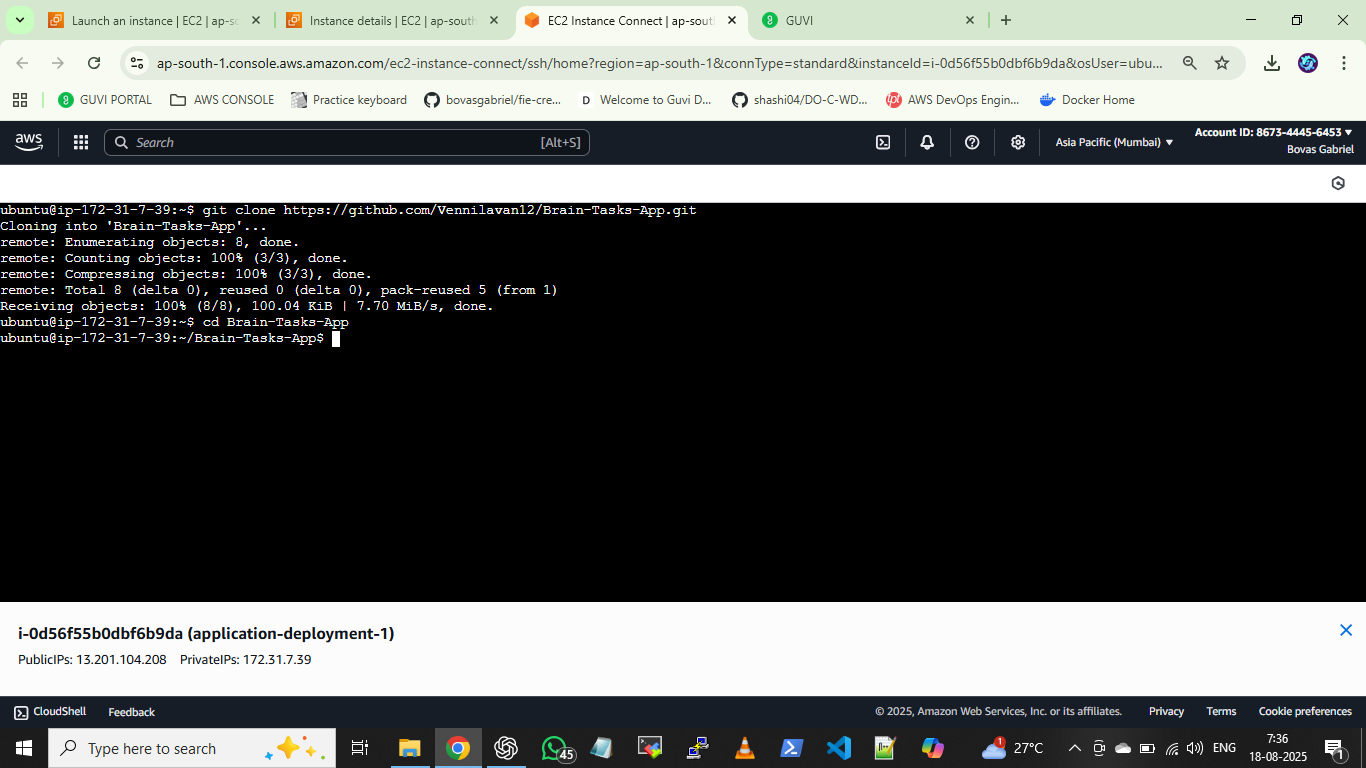 Launch an instance | EC2 | ap-so
Instance details | EC2 | ap-south
EC2 Instance Connect | ap-sout
GUVI
ap-south-1.console.aws.amazon.com/ec2-instance-connect/ssh/home?region=ap-south-1&connType=standard&instanceId=i-0d56f55b0dbf6b9da&osUser=ubu...
GUVI PORTAL
AWS CONSOLE
Practice keyboard
bovasgabriel/fie-cre...
D Welcome to Guvi D...
shashi04/DO-C-WD...
AWS DevOps Engin...
Docker Home
aws
Search
[Alt+S]
Asia Pacific (Mumbai)
Account ID: 8673-4445-6453
Bovas Gabriel
ubuntu@ip-172-31-7-39:~$ git clone https://github.com/Vennilavan12/Brain-Tasks-App.git
Cloning into 'Brain-Tasks-App'...
remote: Enumerating objects: 8, done.
remote: Counting objects: 100% (3/3), done.
remote: Compressing objects: 100% (3/3), done.
remote: Total 8 (delta 0), reused 0 (delta 0), pack-reused 5 (from 1)
Receiving objects: 100% (8/8), 100.04 KiB | 7.70 MiB/s, done.
ubuntu@ip-172-31-7-39:~$ cd Brain-Tasks-App
ubuntu@ip-172-31-7-39:~/Brain-Tasks-App$
i-0d56f55b0dbf6b9da (application-deployment-1)
PublicIPs: 13.201.104.208 PrivateIPs: 172.31.7.39
CloudShell
Feedback
© 2025, Amazon Web Services, Inc. or its affiliates.
Privacy
Terms
Cookie preferences
Type here to search
45
1
27°C
ENG
7:36
18-08-2025
1